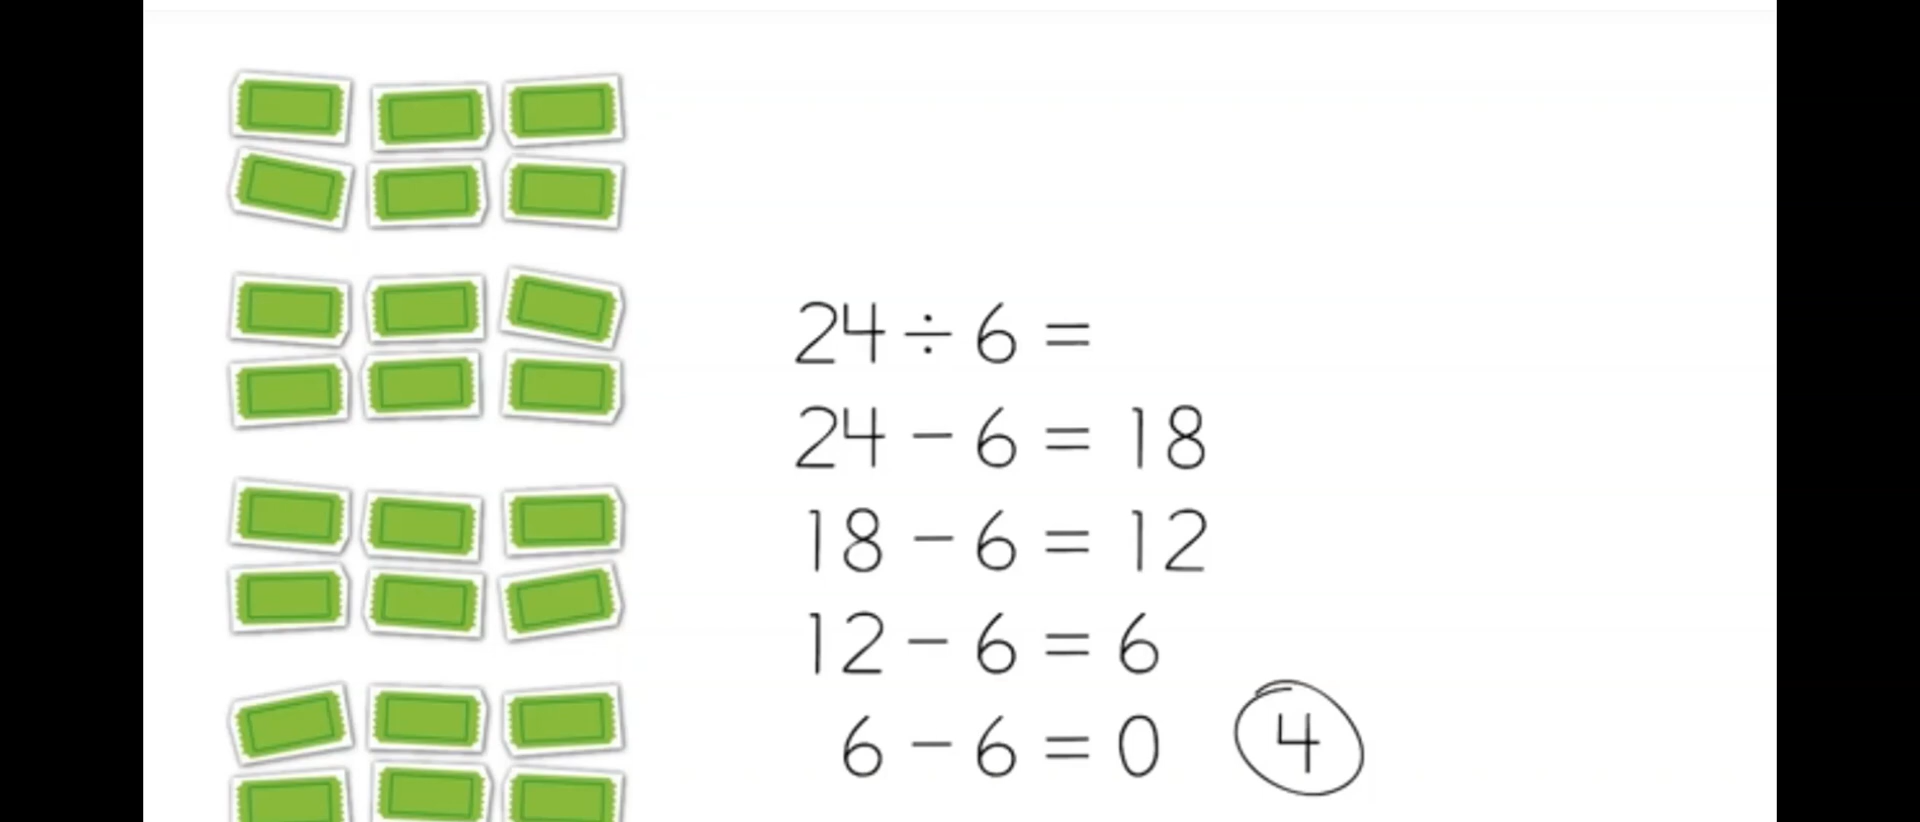 24 ÷ 6 =
24 − 6 = 18
18 − 6 = 12
12 − 6 = 6
6 − 6 = 0 4